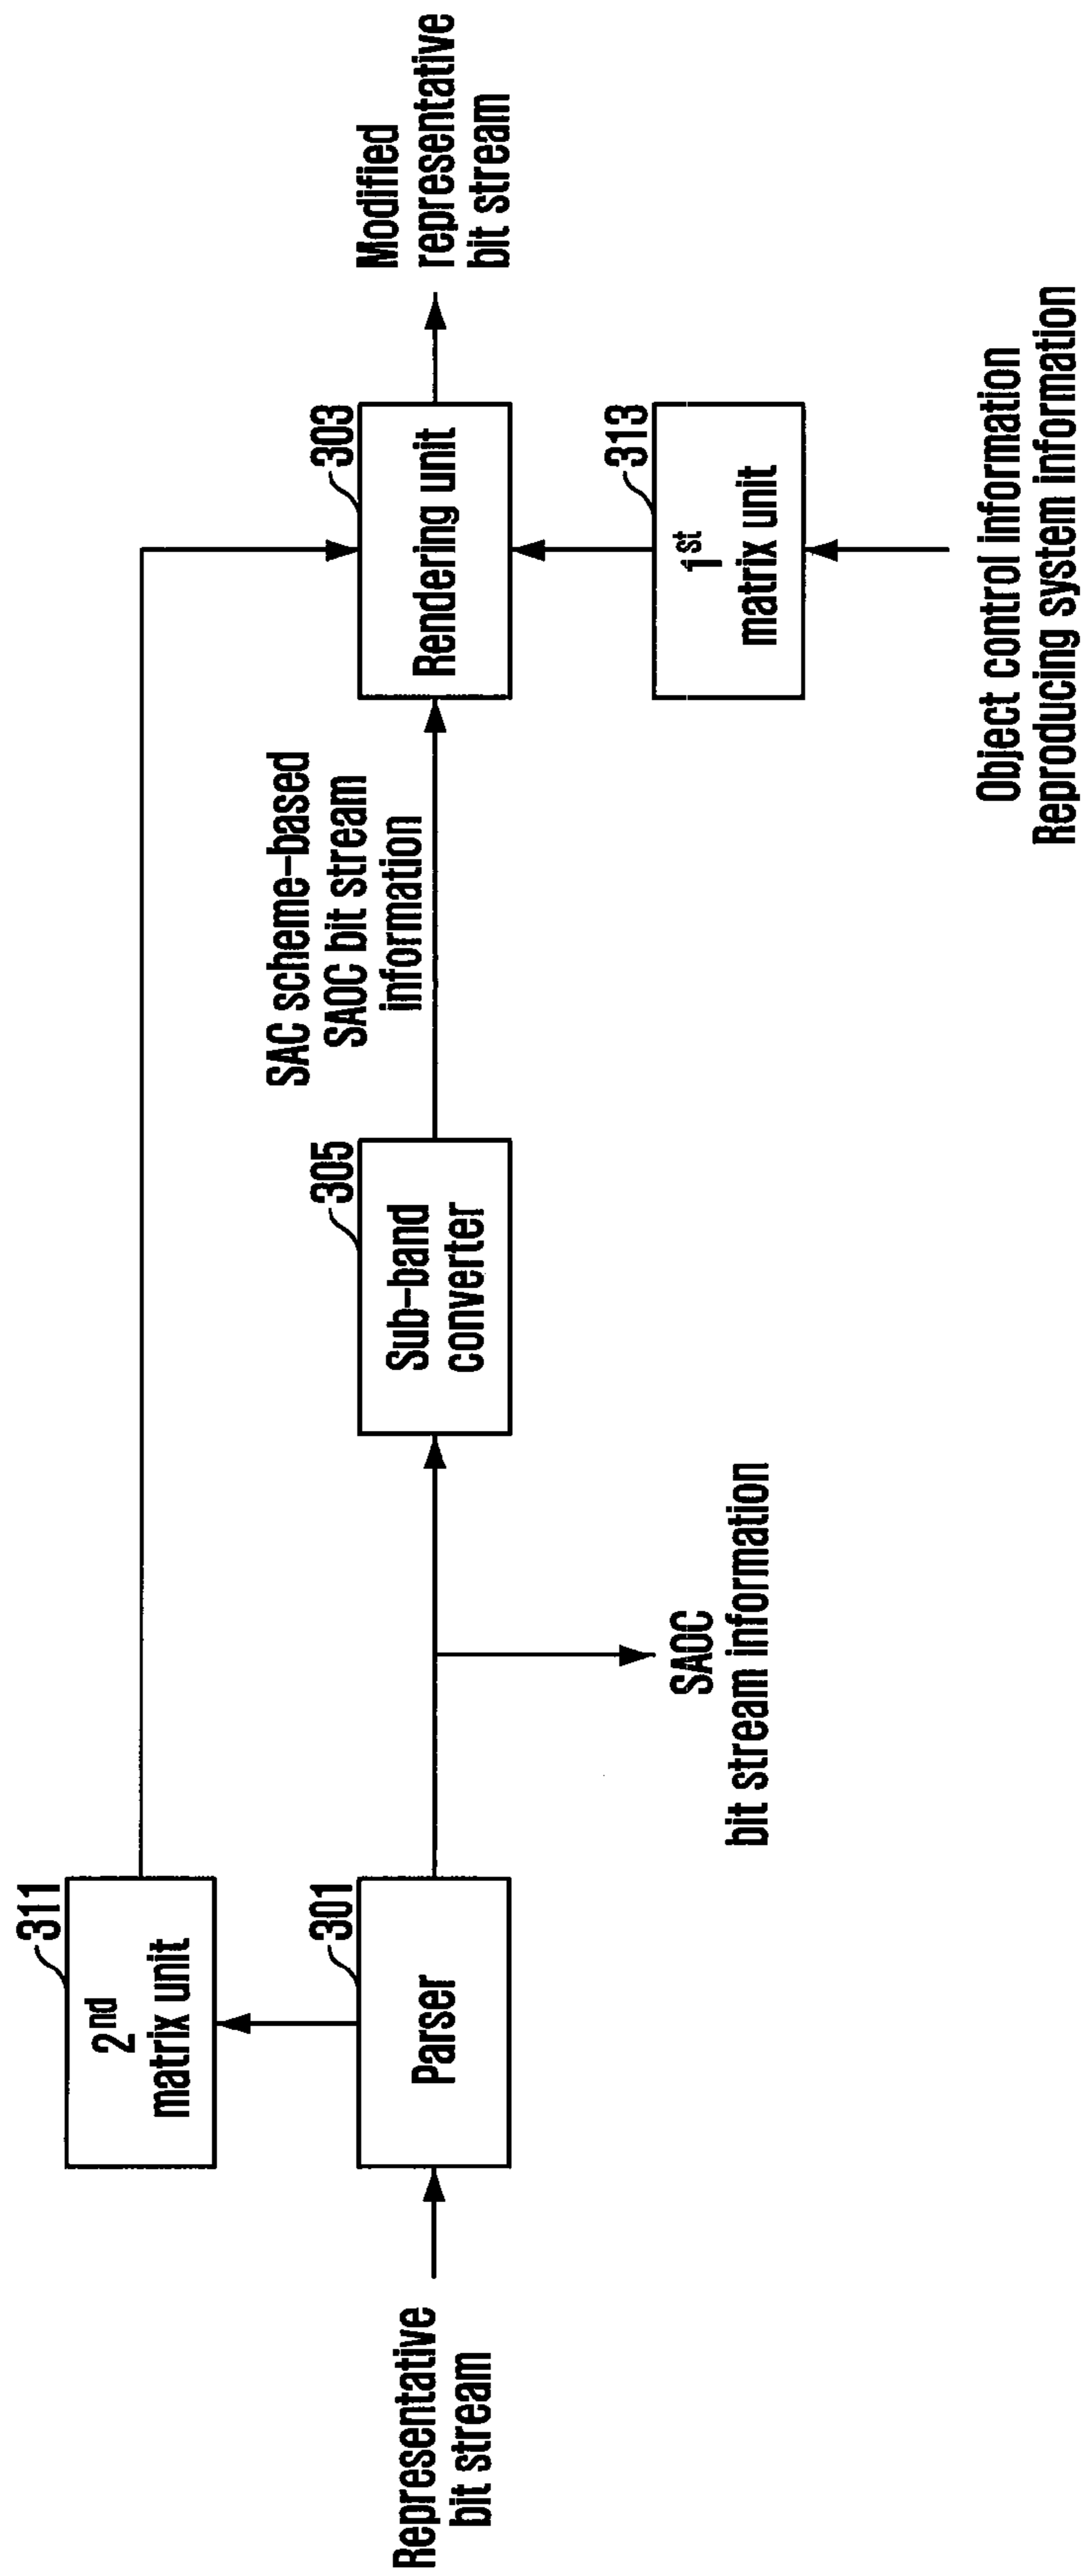 311
2nd
matrix unit
Representative
bit stream
301
Parser
SAOC
bit stream information
305
Sub-band
converter
SAC scheme-based
SAOC bit stream
information
303
Rendering unit
313
1st
matrix unit
Object control information
Reproducing system information
Modified
representative
bit stream